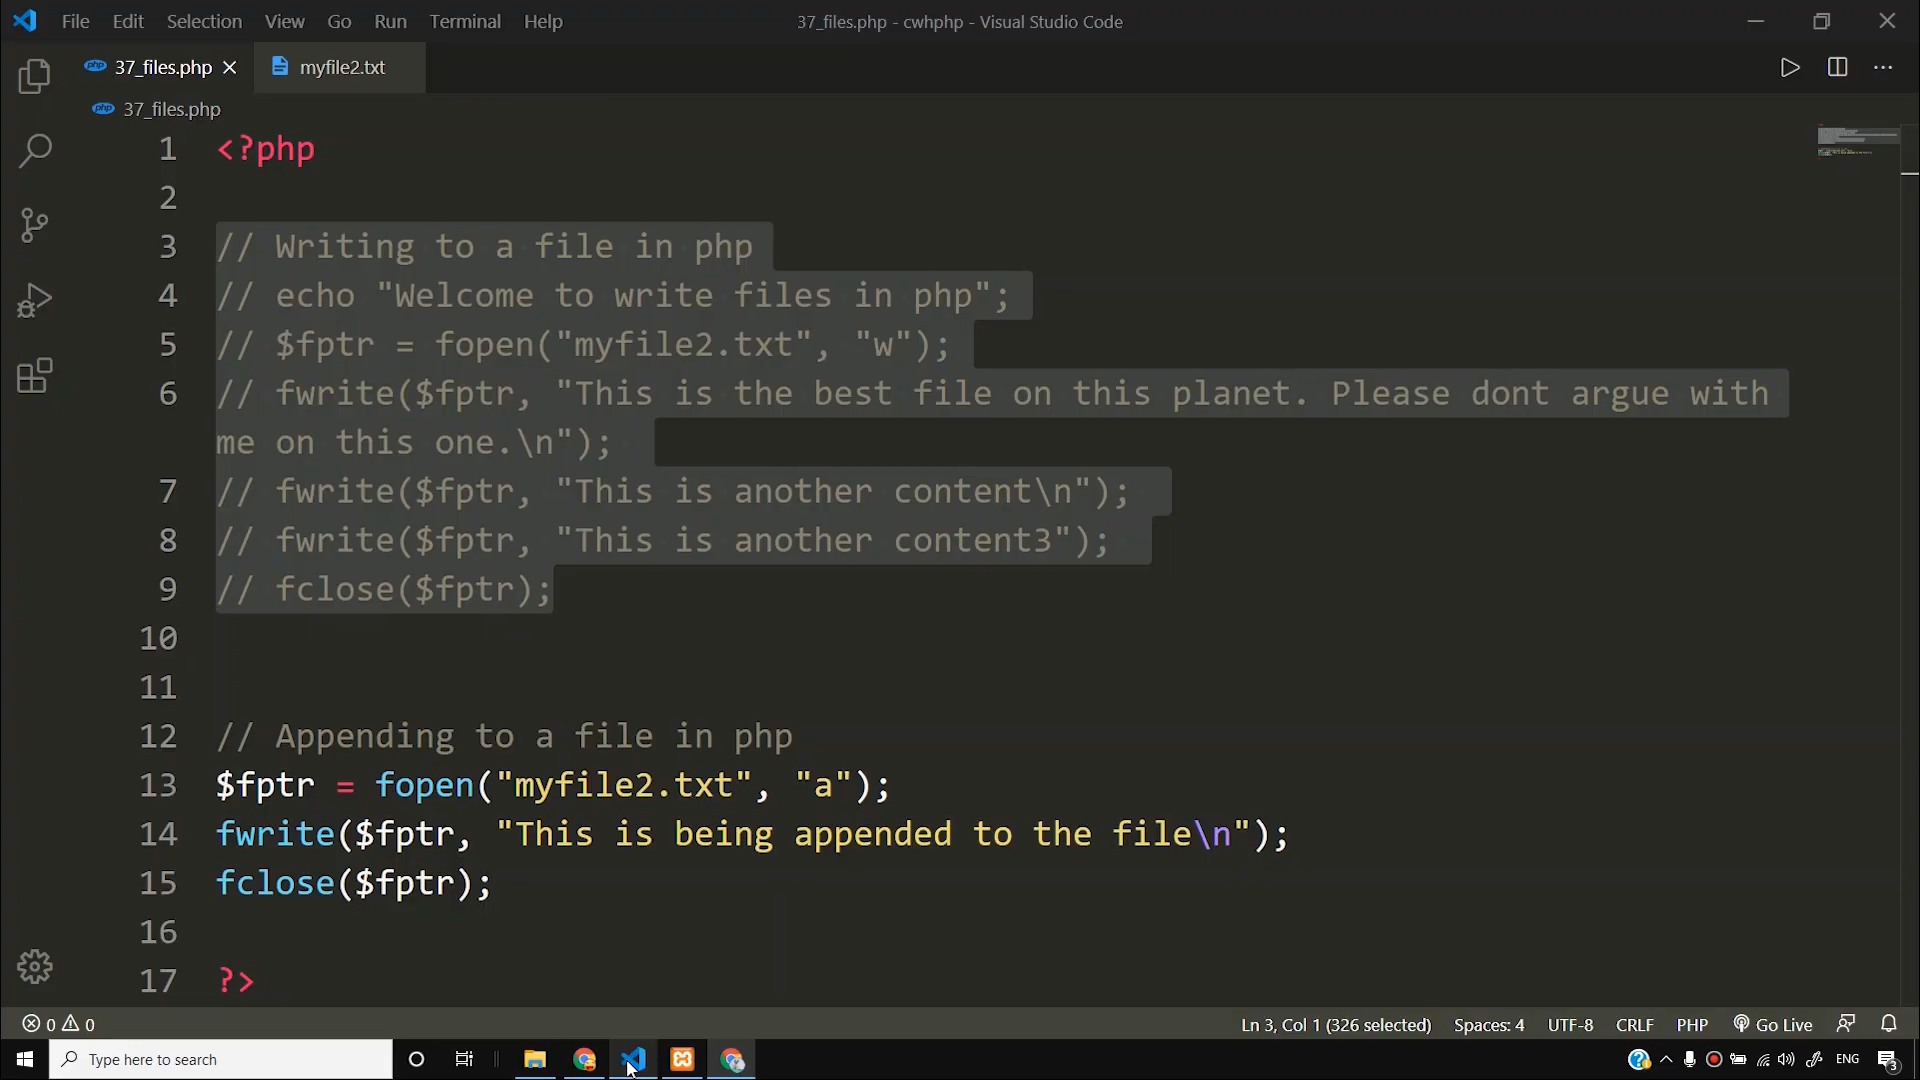 File Edit Selection View Go Run Terminal Help 37_files.php - cwhphp - Visual Studio Code
php 37_files.php myfile2.txt
php 37_files.php
1 <?php
2
3 // Writing to a file in php
4 // echo "Welcome to write files in php";
5 // $fptr = fopen("myfile2.txt", "w");
6 // fwrite($fptr, "This is the best file on this planet. Please dont argue with
me on this one.\n");
7 // fwrite($fptr, "This is another content\n");
8 // fwrite($fptr, "This is another content3");
9 // fclose($fptr);
10
11
12 // Appending to a file in php
13 $fptr = fopen("myfile2.txt", "a");
14 fwrite($fptr, "This is being appended to the file\n");
15 fclose($fptr);
16
17 ?>
0 0 Ln 3, Col 1 (326 selected) Spaces: 4 UTF-8 CRLF PHP Go Live
Type here to search ENG 3